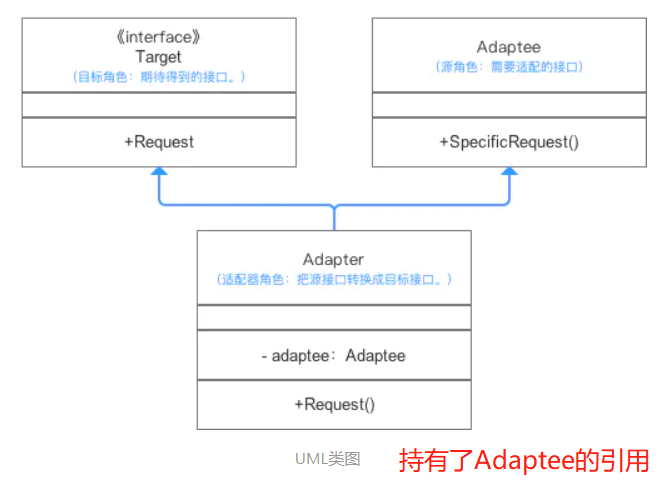 《interface》
Target
(目标角色：期待得到的接口。)
+Request
Adaptee
(源角色：需要适配的接口)
+SpecificRequest()
Adapter
(适配器角色：把源接口转换成目标接口。)
- adaptee：Adaptee
+Request()
UML类图
持有了Adaptee的引用